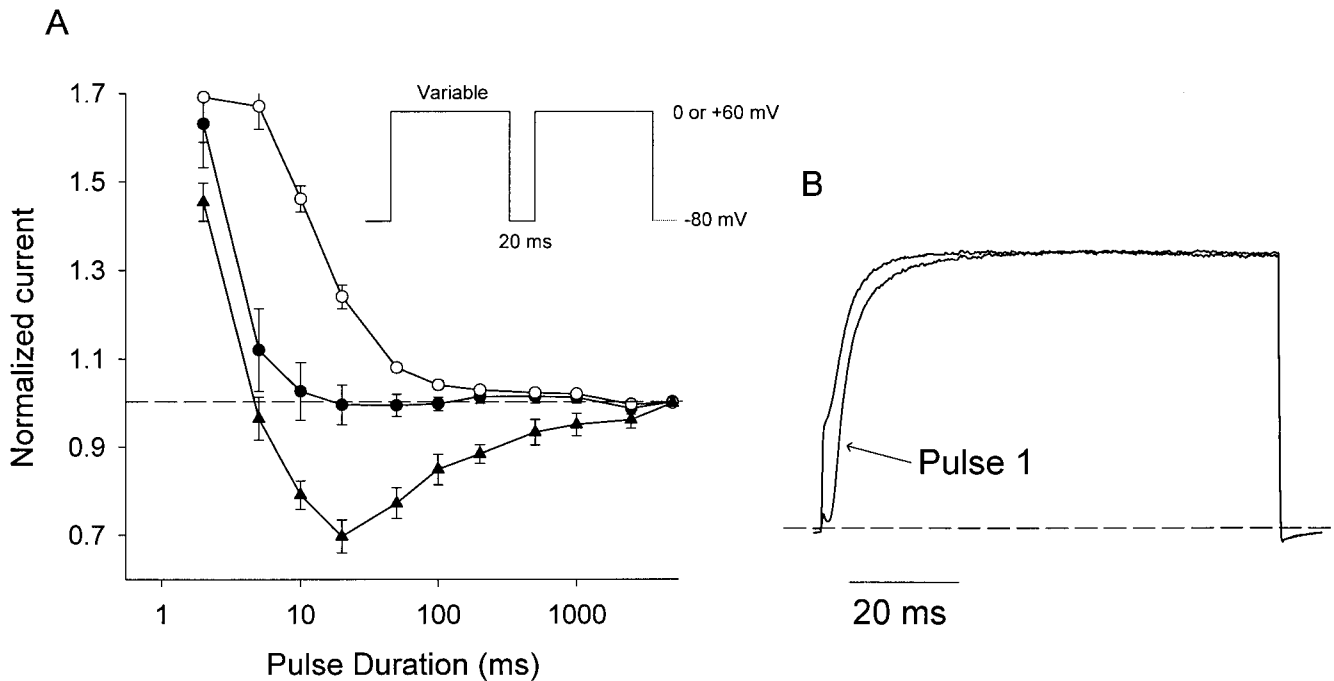 A
1.7
1.5
1.3
1.1
0.9
0.7
Normalized current
1
10
100
1000
Pulse Duration (ms)
Variable
0 or +60 mV
-80 mV
20 ms
B
Pulse 1
20 ms